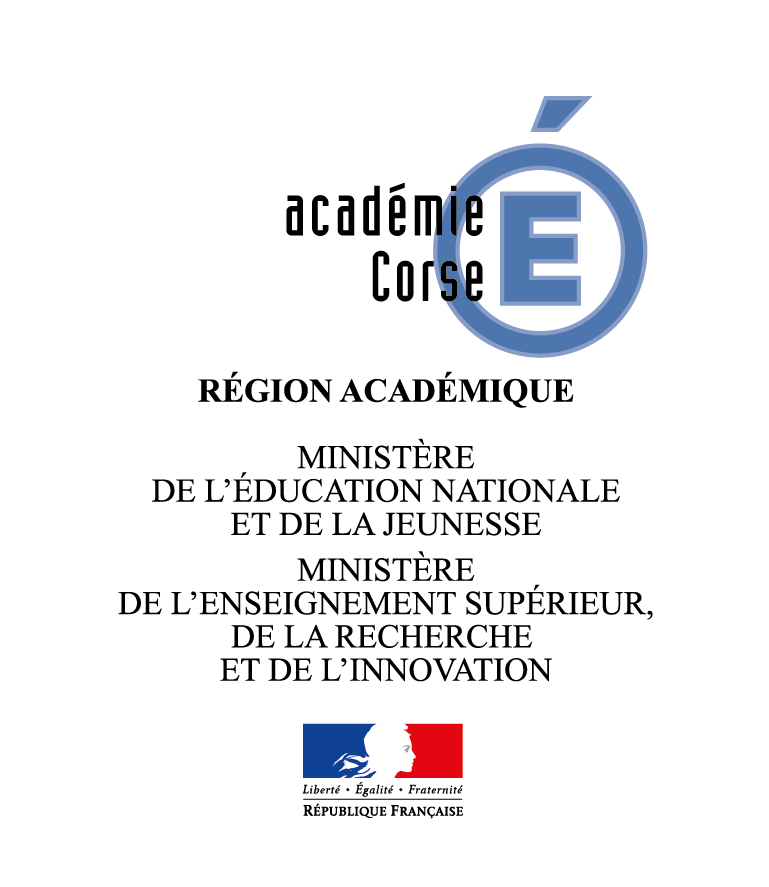 É
académie
Corse
RÉGION ACADÉMIQUE
MINISTÈRE
DE L’ÉDUCATION NATIONALE
ET DE LA JEUNESSE
MINISTÈRE
DE L’ENSEIGNEMENT SUPÉRIEUR,
DE LA RECHERCHE
ET DE L’INNOVATION
Liberté • Égalité • Fraternité
RÉPUBLIQUE FRANÇAISE